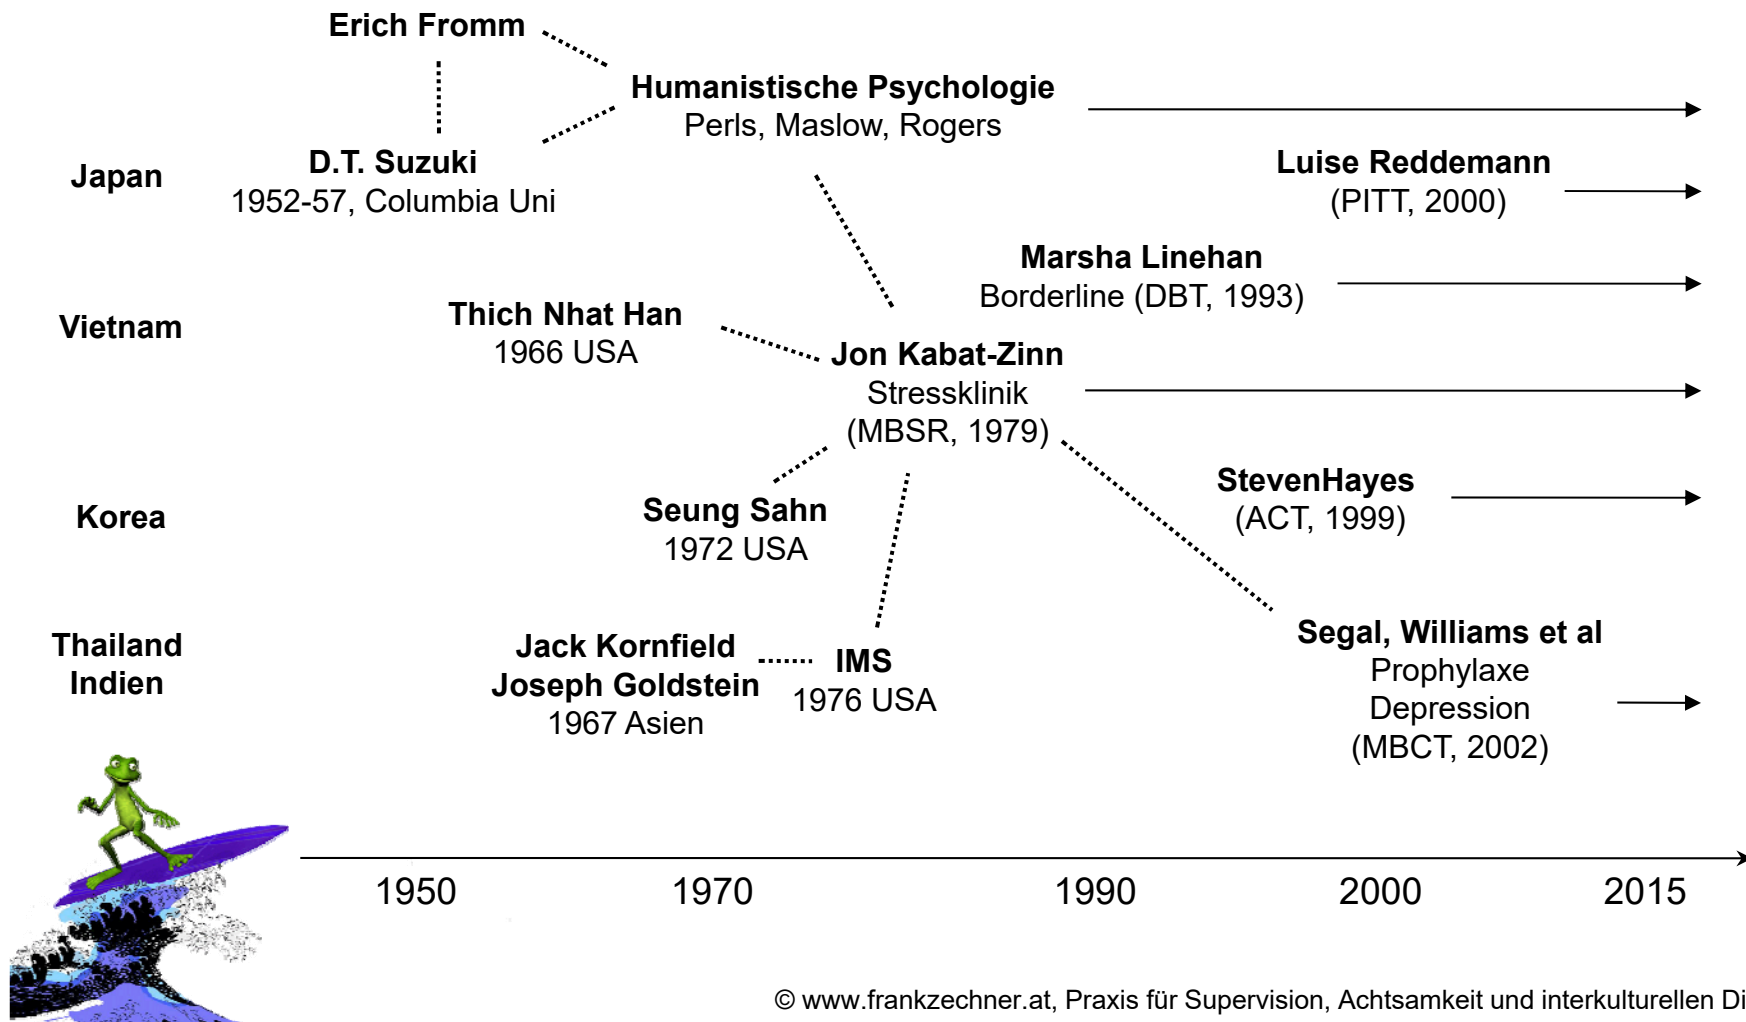 Erich Fromm
Humanistische Psychologie
Perls, Maslow, Rogers
Japan
D.T. Suzuki
1952-57, Columbia Uni
Luise Reddemann
(PITT, 2000)
Marsha Linehan
Borderline (DBT, 1993)
Vietnam
Thich Nhat Han
1966 USA
Jon Kabat-Zinn
Stressklinik
(MBSR, 1979)
Korea
Seung Sahn
1972 USA
StevenHayes
(ACT, 1999)
Thailand
Indien
Jack Kornfield
Joseph Goldstein
1967 Asien
IMS
1976 USA
Segal, Williams et al
Prophylaxe
Depression
(MBCT, 2002)
1950 1970 1990 2000 2015
© www.frankzechner.at, Praxis für Supervision, Achtsamkeit und interkulturellen Di